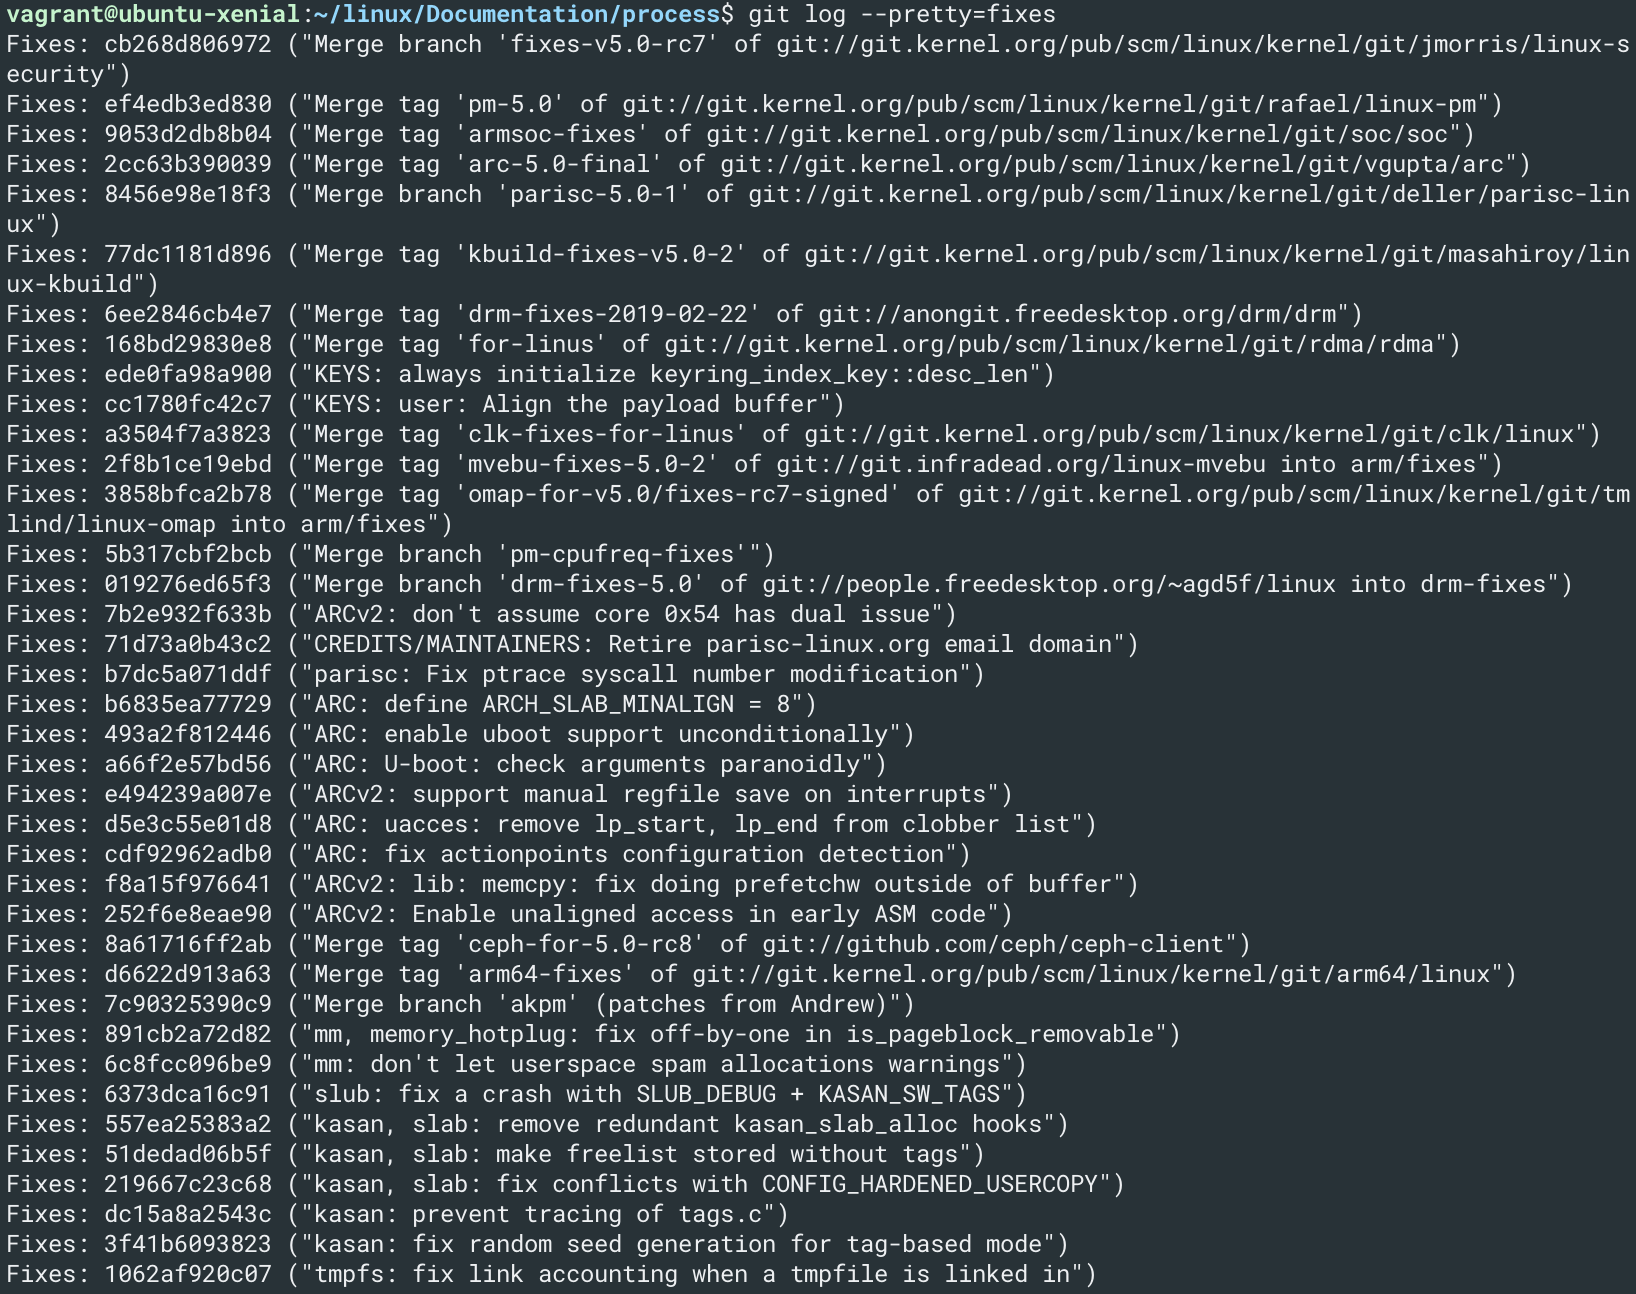 vagrant@ubuntu-xenial:~/linux/Documentation/process$ git log --pretty=fixes
Fixes: cb268d806972 ("Merge branch 'fixes-v5.0-rc7' of git://git.kernel.org/pub/scm/linux/kernel/git/jmorris/linux-s
ecurity")
Fixes: ef4edb3ed830 ("Merge tag 'pm-5.0' of git://git.kernel.org/pub/scm/linux/kernel/git/rafael/linux-pm")
Fixes: 9053d2db8b04 ("Merge tag 'armsoc-fixes' of git://git.kernel.org/pub/scm/linux/kernel/git/soc/soc")
Fixes: 2cc63b390039 ("Merge tag 'arc-5.0-final' of git://git.kernel.org/pub/scm/linux/kernel/git/vgupta/arc")
Fixes: 8456e98e18f3 ("Merge branch 'parisc-5.0-1' of git://git.kernel.org/pub/scm/linux/kernel/git/deller/parisc-lin
ux")
Fixes: 77dc1181d896 ("Merge tag 'kbuild-fixes-v5.0-2' of git://git.kernel.org/pub/scm/linux/kernel/git/masahiroy/lin
ux-kbuild")
Fixes: 6ee2846cb4e7 ("Merge tag 'drm-fixes-2019-02-22' of git://anongit.freedesktop.org/drm/drm")
Fixes: 168bd29830e8 ("Merge tag 'for-linus' of git://git.kernel.org/pub/scm/linux/kernel/git/rdma/rdma")
Fixes: ede0fa98a900 ("KEYS: always initialize keyring_index_key::desc_len")
Fixes: cc1780fc42c7 ("KEYS: user: Align the payload buffer")
Fixes: a3504f7a3823 ("Merge tag 'clk-fixes-for-linus' of git://git.kernel.org/pub/scm/linux/kernel/git/clk/linux")
Fixes: 2f8b1ce19ebd ("Merge tag 'mvebu-fixes-5.0-2' of git://git.infradead.org/linux-mvebu into arm/fixes")
Fixes: 3858bfca2b78 ("Merge tag 'omap-for-v5.0/fixes-rc7-signed' of git://git.kernel.org/pub/scm/linux/kernel/git/tm
lind/linux-omap into arm/fixes")
Fixes: 5b317cbf2bcb ("Merge branch 'pm-cpufreq-fixes'")
Fixes: 019276ed65f3 ("Merge branch 'drm-fixes-5.0' of git://people.freedesktop.org/~agd5f/linux into drm-fixes")
Fixes: 7b2e932f633b ("ARCv2: don't assume core 0x54 has dual issue")
Fixes: 71d73a0b43c2 ("CREDITS/MAINTAINERS: Retire parisc-linux.org email domain")
Fixes: b7dc5a071ddf ("parisc: Fix ptrace syscall number modification")
Fixes: b6835ea77729 ("ARC: define ARCH_SLAB_MINALIGN = 8")
Fixes: 493a2f812446 ("ARC: enable uboot support unconditionally")
Fixes: a66f2e57bd56 ("ARC: U-boot: check arguments paranoidly")
Fixes: e494239a007e ("ARCv2: support manual regfile save on interrupts")
Fixes: d5e3c55e01d8 ("ARC: uacces: remove lp_start, lp_end from clobber list")
Fixes: cdf92962adb0 ("ARC: fix actionpoints configuration detection")
Fixes: f8a15f976641 ("ARCv2: lib: memcpy: fix doing prefetchw outside of buffer")
Fixes: 252f6e8eae90 ("ARCv2: Enable unaligned access in early ASM code")
Fixes: 8a61716ff2ab ("Merge tag 'ceph-for-5.0-rc8' of git://github.com/ceph/ceph-client")
Fixes: d6622d913a63 ("Merge tag 'arm64-fixes' of git://git.kernel.org/pub/scm/linux/kernel/git/arm64/linux")
Fixes: 7c90325390c9 ("Merge branch 'akpm' (patches from Andrew)")
Fixes: 891cb2a72d82 ("mm, memory_hotplug: fix off-by-one in is_pageblock_removable")
Fixes: 6c8fcc096be9 ("mm: don't let userspace spam allocations warnings")
Fixes: 6373dca16c91 ("slub: fix a crash with SLUB_DEBUG + KASAN_SW_TAGS")
Fixes: 557ea25383a2 ("kasan, slab: remove redundant kasan_slab_alloc hooks")
Fixes: 51dedad06b5f ("kasan, slab: make freelist stored without tags")
Fixes: 219667c23c68 ("kasan, slab: fix conflicts with CONFIG_HARDENED_USERCOPY")
Fixes: dc15a8a2543c ("kasan: prevent tracing of tags.c")
Fixes: 3f41b6093823 ("kasan: fix random seed generation for tag-based mode")
Fixes: 1062af920c07 ("tmpfs: fix link accounting when a tmpfile is linked in")